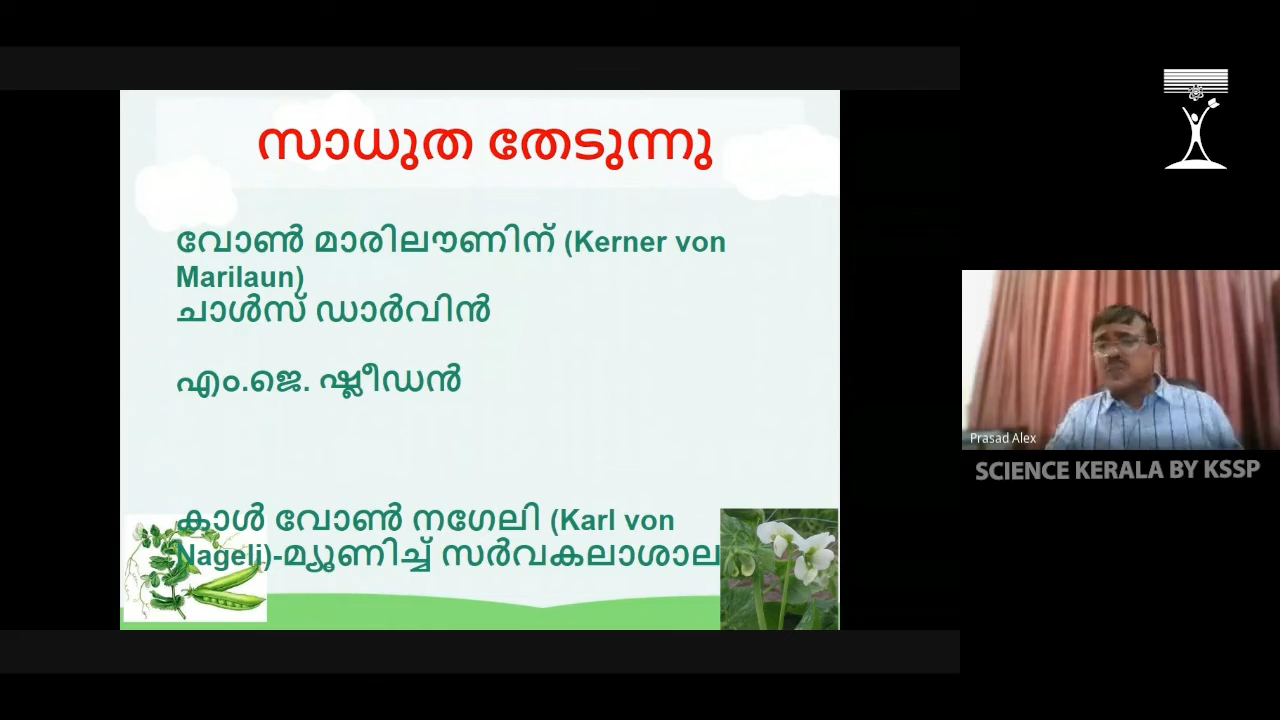 സാധുത തേടുന്നു
വോൺ മാരിലൗണിന് (Kerner von
Marilaun)
ചാൾസ് ഡാർവിൻ
എം.ജെ. ഷ്ലീഡൻ
കാൾ വോൺ നഗേലി (Karl von
Nageli)-മ്യൂണിച്ച് സർവകലാശാല
Prasad Alex
SCIENCE KERALA BY KSSP